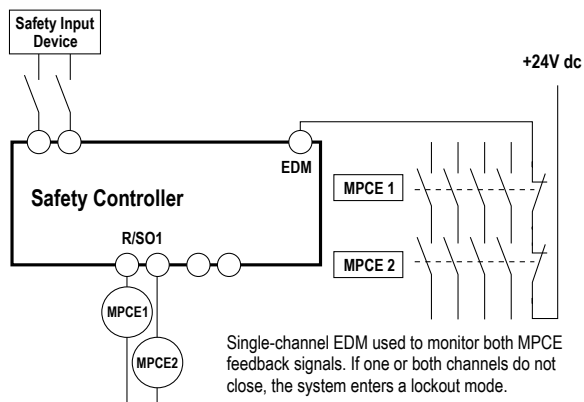 Safety Input
Device
+24V dc
EDM
Safety Controller
MPCE 1
R/SO1
MPCE 2
MPCE1
MPCE2
Single-channel EDM used to monitor both MPCE
feedback signals. If one or both channels do not
close, the system enters a lockout mode.